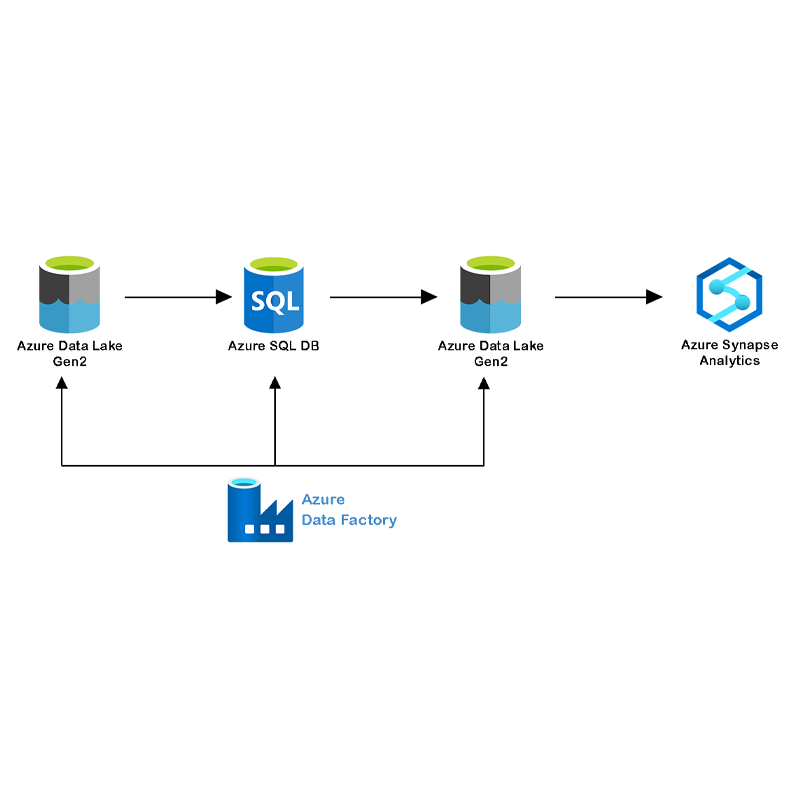 SQL
Azure Data Lake
Gen2
Azure SQL DB
Azure Data Lake
Gen2
Azure Synapse
Analytics
Azure
Data Factory